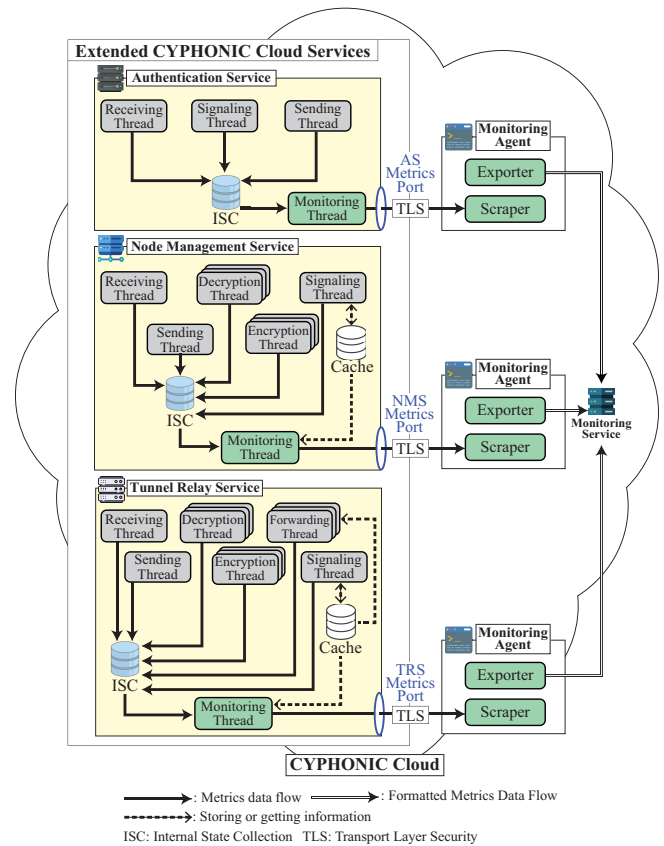 Extended CYPHONIC Cloud Services
Authentication Service
Receiving
Thread
Signaling
Thread
Sending
Thread
ISC
Monitoring
Thread
AS
Metrics
Port
TLS
Monitoring
Agent
Exporter
Scraper
Node Management Service
Receiving
Thread
Decryption
Thread
Signaling
Thread
Sending
Thread
Encryption
Thread
Cache
ISC
Monitoring
Thread
NMS
Metrics
Port
TLS
Monitoring
Agent
Exporter
Scraper
Monitoring
Service
Tunnel Relay Service
Receiving
Thread
Decryption
Thread
Forwarding
Thread
Sending
Thread
Encryption
Thread
Signaling
Thread
Cache
ISC
Monitoring
Thread
TRS
Metrics
Port
TLS
Monitoring
Agent
Exporter
Scraper
CYPHONIC Cloud
: Metrics data flow
: Formatted Metrics Data Flow
: Storing or getting information
ISC: Internal State Collection TLS: Transport Layer Security